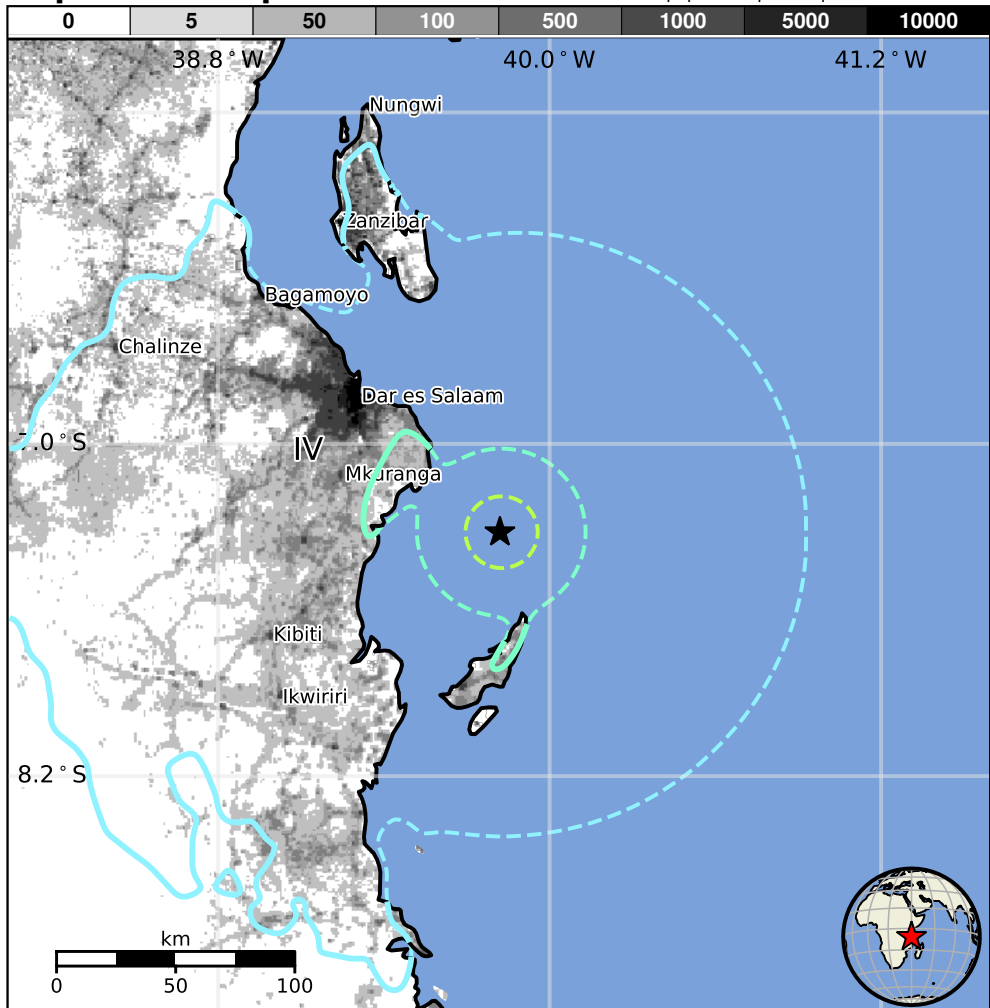 0 5 50 100 500 1000 5000 10000
38.8°W 40.0°W 41.2°W
Nungwi
Zanzibar
Bagamoyo
Chalinze
Dar es Salaam
.0°S
IV
Mkuranga
Kibiti
Ikwiriri
8.2°S
km
0 50 100